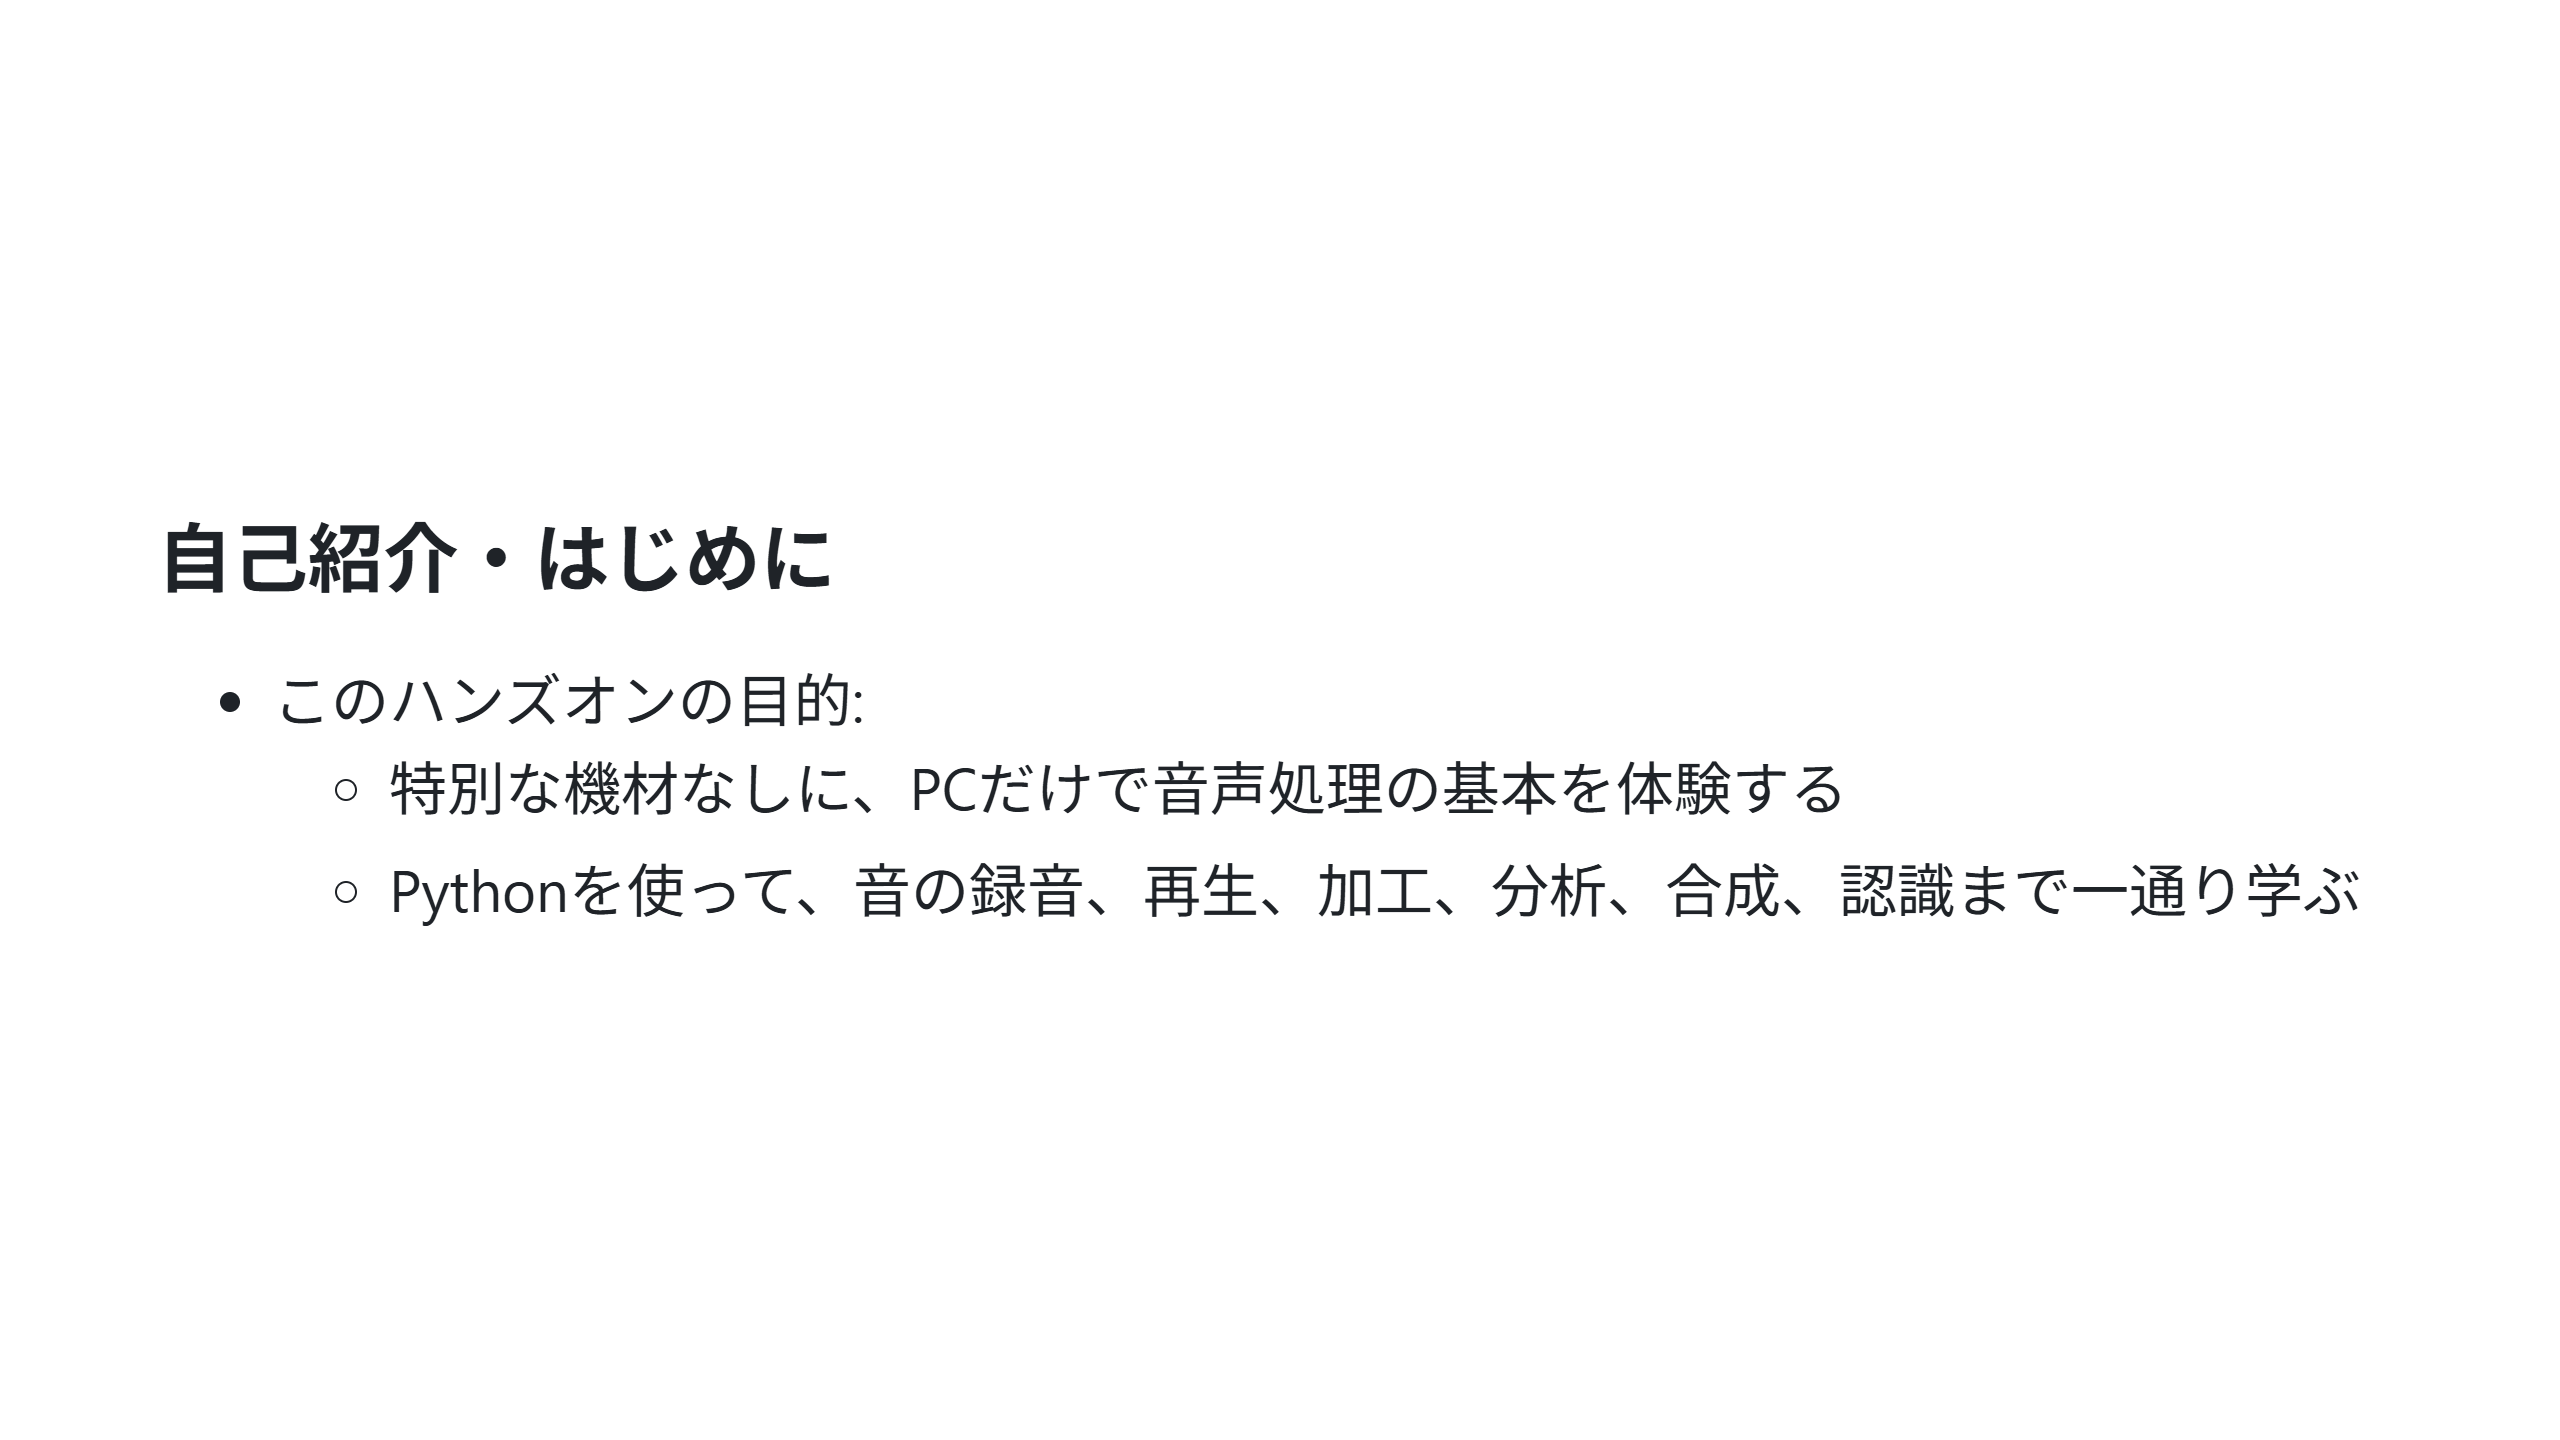 自己紹介・はじめに
• このハンズオンの目的:
○ 特別な機材なしに、PCだけで音声処理の基本を体験する
○ Pythonを使って、音の録音、再生、加工、分析、合成、認識まで一通り学ぶ